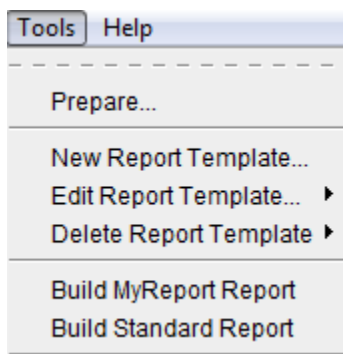 Tools Help
Prepare...
New Report Template...
Edit Report Template...
Delete Report Template
Build MyReport Report
Build Standard Report